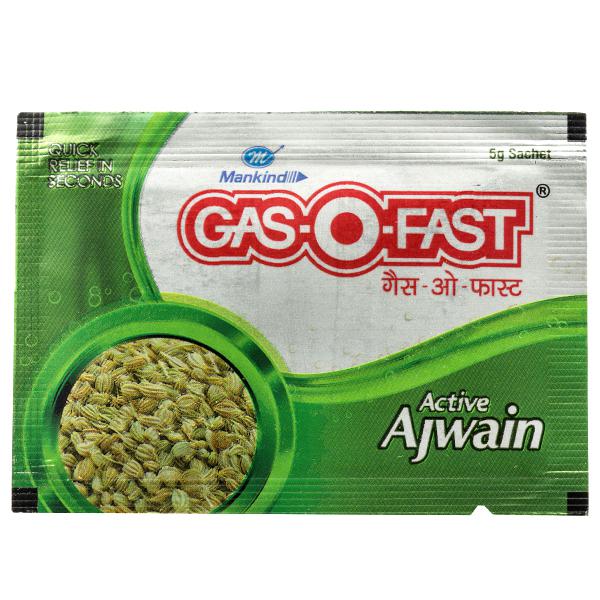 QUICK
RELIEF IN
SECONDS
5g Sachet
m
Mankind
GAS-O-FAST®
गैस-ओ-फास्ट
Active
Ajwain